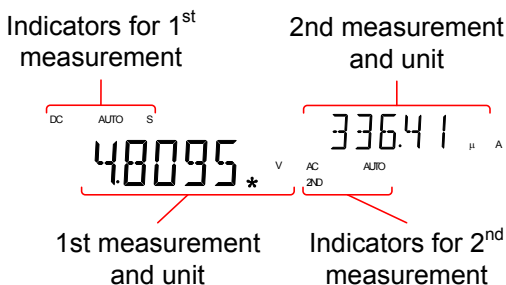 Indicators for 1st measurement
2nd measurement and unit
DC AUTO S
336.41 μ A
4.8095* V
AC AUTO
2ND
1st measurement and unit
Indicators for 2nd measurement